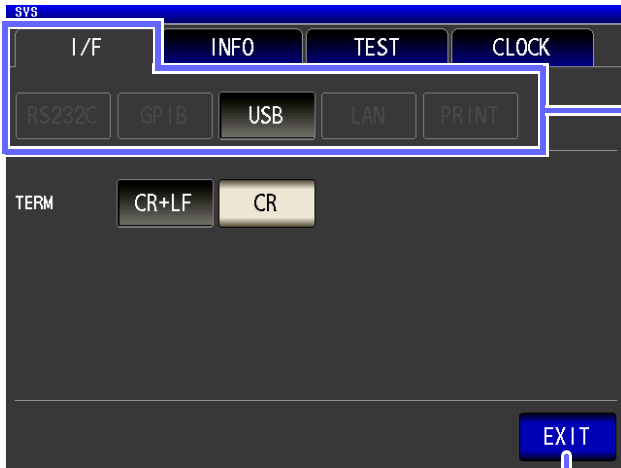 SYS
I/F INFO TEST CLOCK
RS232C GPIB USB LAN PRINT
TERM CR+LF CR
EXIT